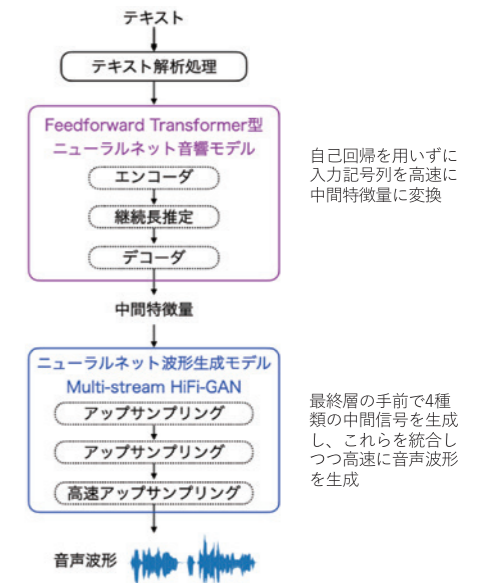 テキスト
テキスト解析処理
Feedforward Transformer型
ニューラルネット音響モデル
エンコーダ
継続長推定
デコーダ
自己回帰を用いずに
入力記号列を高速に
中間特徴量に変換
中間特徴量
ニューラルネット波形生成モデル
Multi-stream HiFi-GAN
アップサンプリング
アップサンプリング
高速アップサンプリング
最終層の手前で4種
類の中間信号を生成
し、これらを統合し
つつ高速に音声波形
を生成
音声波形